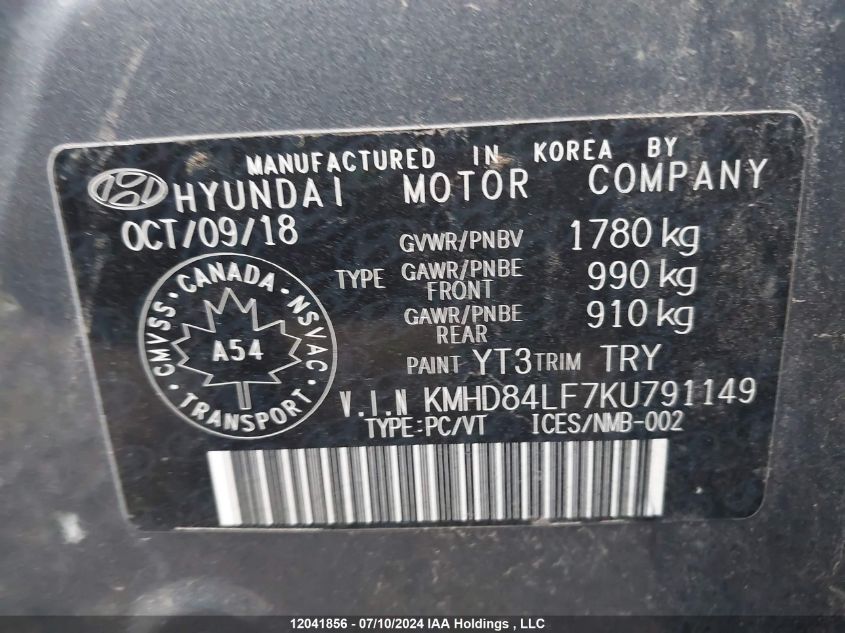 MANUFACTURED IN KOREA BY
HYUNDAI MOTOR COMPANY
OCT/09/18
GVWR/PNBV 1780 kg
TYPE GAWR/PNBE FRONT 990 kg
GAWR/PNBE REAR 910 kg
PAINT YT3 TRIM TRY
V.I.N KMHD84LF7KU791149
TYPE:PC/VT ICES/NMB-002
CMVSS · CANADA · NSVAC · TRANSPORT ·
A54
12041856 - 07/10/2024 IAA Holdings , LLC